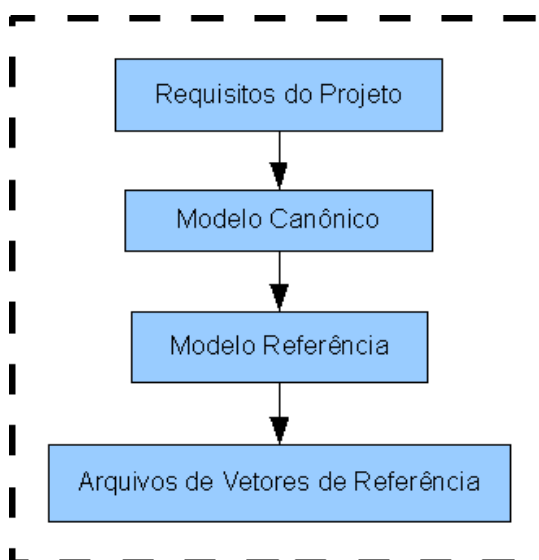 Requisitos do Projeto
Modelo Canônico
Modelo Referência
Arquivos de Vetores de Referência